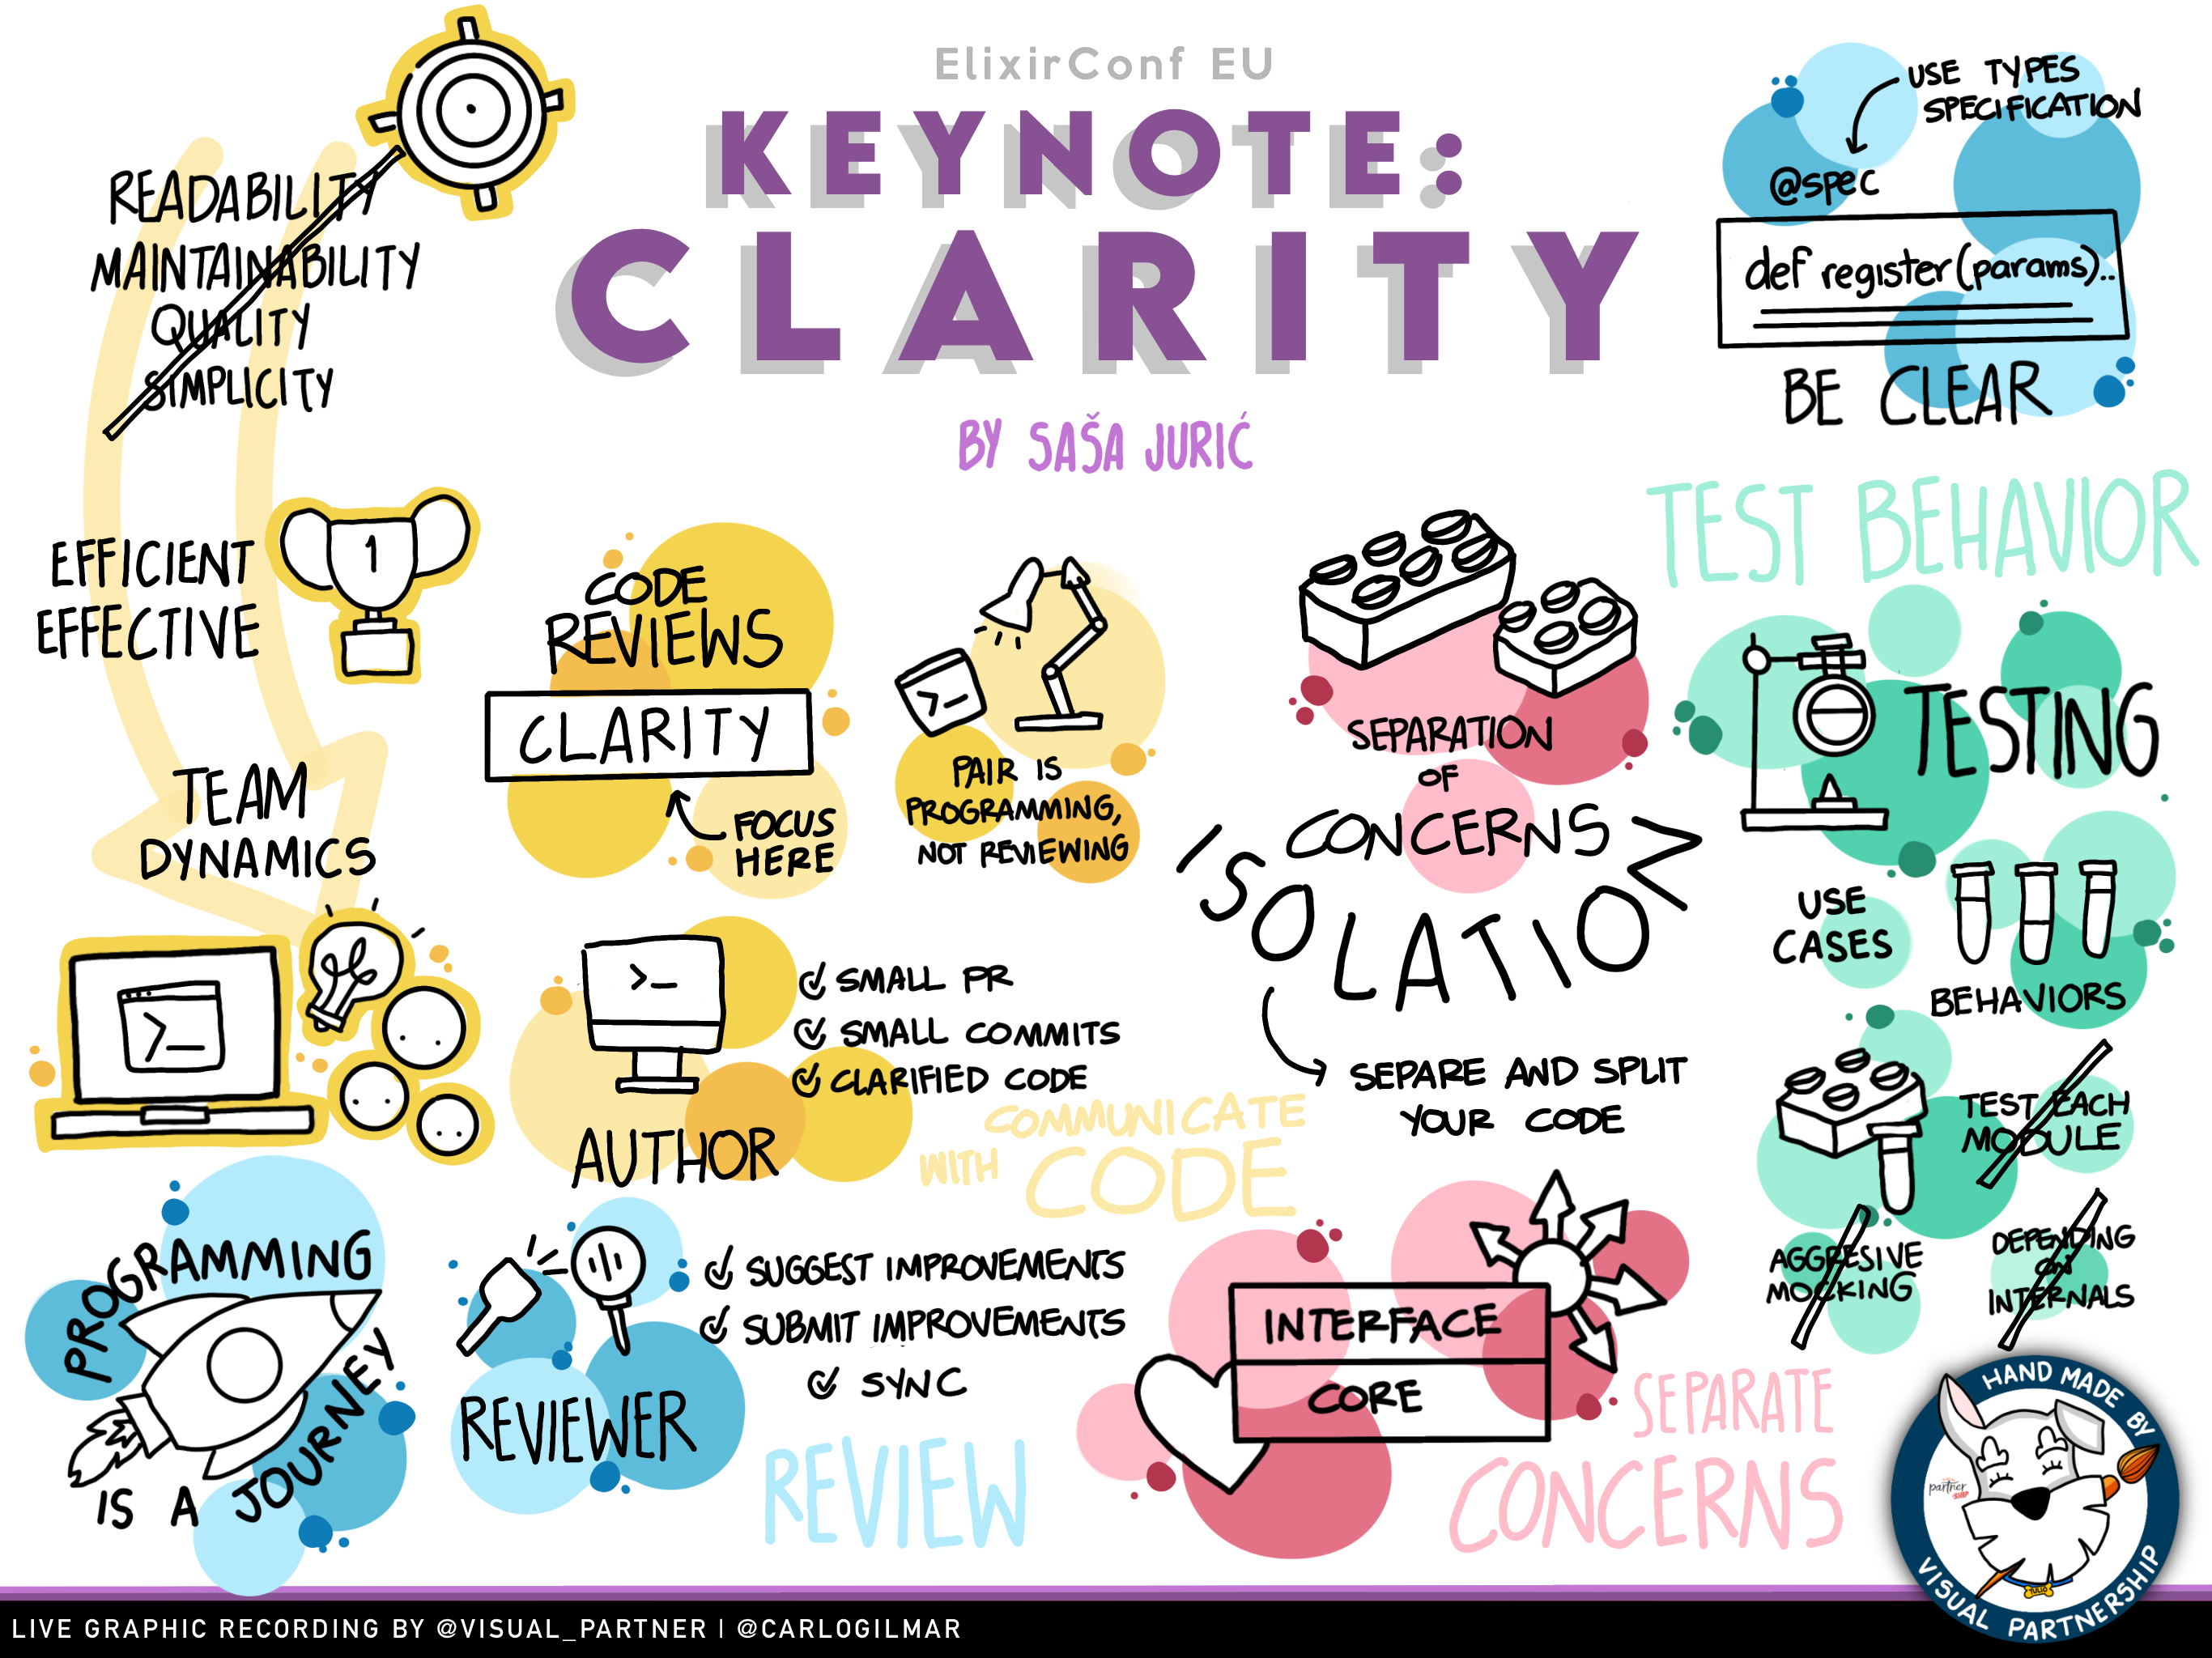 ElixirConf EU
KEYNOTE:
CLARITY
BY SAŠA JURIĆ
READABILITY
MAINTAINABILITY
QUALITY
SIMPLICITY
EFFICIENT
EFFECTIVE
1
TEAM
DYNAMICS
>_
PROGRAMMING
IS A JOURNEY
CODE
REVIEWS
CLARITY
FOCUS
HERE
>_
PAIR IS
PROGRAMMING,
NOT REVIEWING
>_
AUTHOR
SMALL PR
SMALL COMMITS
CLARIFIED CODE
COMMUNICATE
WITH CODE
REVIEWER
SUGGEST IMPROVEMENTS
SUBMIT IMPROVEMENTS
SYNC
REVIEW
SEPARATION
OF
CONCERNS
ISOLATION
SEPARE AND SPLIT
YOUR CODE
INTERFACE
CORE
SEPARATE
CONCERNS
USE TYPES
SPECIFICATION
@spec
def register(params)..
BE CLEAR
TEST BEHAVIOR
TESTING
USE
CASES
BEHAVIORS
TEST EACH
MODULE
AGGRESIVE
MOCKING
DEPENDING
ON
INTERNALS
HAND MADE BY
partner
TULIO
VISUAL PARTNERSHIP
LIVE GRAPHIC RECORDING BY @VISUAL_PARTNER | @CARLOGILMAR